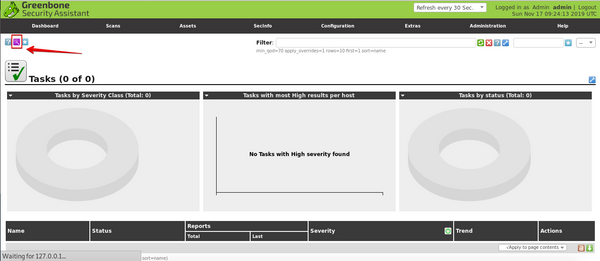 Greenbone
Security Assistant
Refresh every 30 Sec.
Logged in as Admin admin | Logout
Sun Nov 17 09:24:13 2019 UTC
Dashboard Scans Assets SecInfo Configuration Extras Administration Help
Filter:
min_qod=70 apply_overrides=1 rows=10 first=1 sort=name
--
Tasks (0 of 0)
Tasks by Severity Class (Total: 0)
Tasks with most High results per host
Tasks by status (Total: 0)
No Tasks with High severity found
Name Status Reports Severity Trend Actions
Total Last
√Apply to page contents
Waiting for 127.0.0.1...
sort=name)